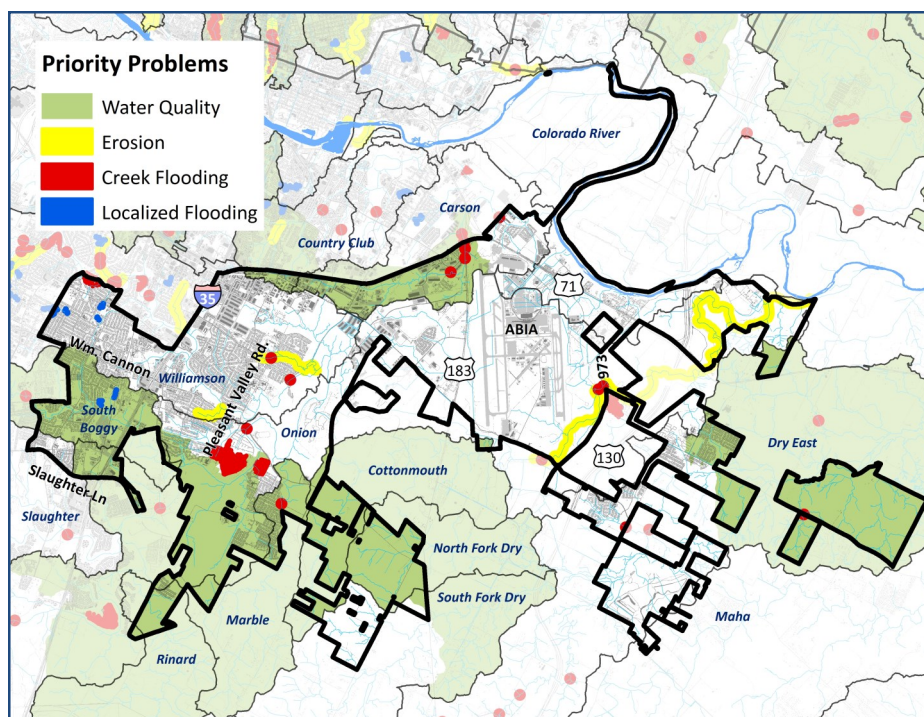 Priority Problems
Water Quality
Erosion
Creek Flooding
Localized Flooding
Colorado River
Carson
Country Club
35
71
ABIA
183
973
Wm. Cannon
Williamson
Pleasant Valley Rd.
South
Boggy
Onion
Dry East
130
Cottonmouth
Slaughter Ln
Slaughter
North Fork Dry
South Fork Dry
Marble
Maha
Rinard